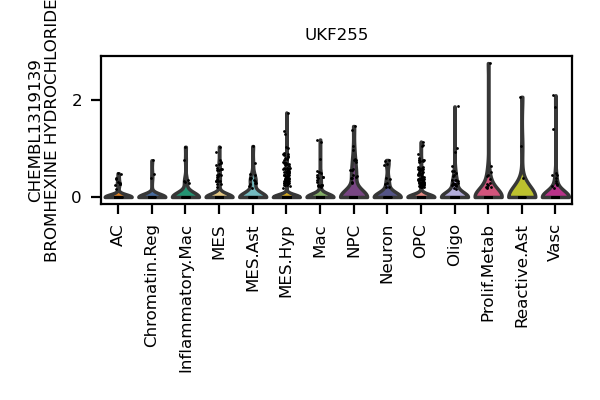 UKF255
CHEMBL1319139
BROMHEXINE HYDROCHLORIDE
2
0
AC
Chromatin.Reg
Inflammatory.Mac
MES
MES.Ast
MES.Hyp
Mac
NPC
Neuron
OPC
Oligo
Prolif.Metab
Reactive.Ast
Vasc